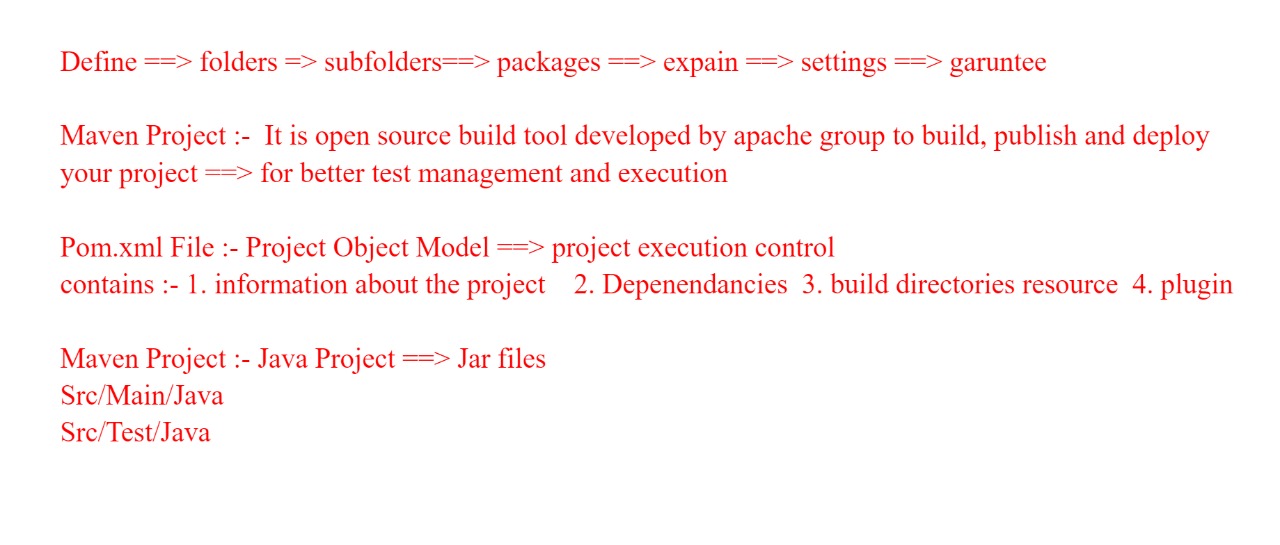 Define ==> folders => subfolders==> packages ==> expain ==> settings ==> garuntee
Maven Project :-  It is open source build tool developed by apache group to build, publish and deploy
your project ==> for better test management and execution
Pom.xml File :- Project Object Model ==> project execution control
contains :- 1. information about the project    2. Depenendancies  3. build directories resource  4. plugin
Maven Project :- Java Project ==> Jar files
Src/Main/Java
Src/Test/Java